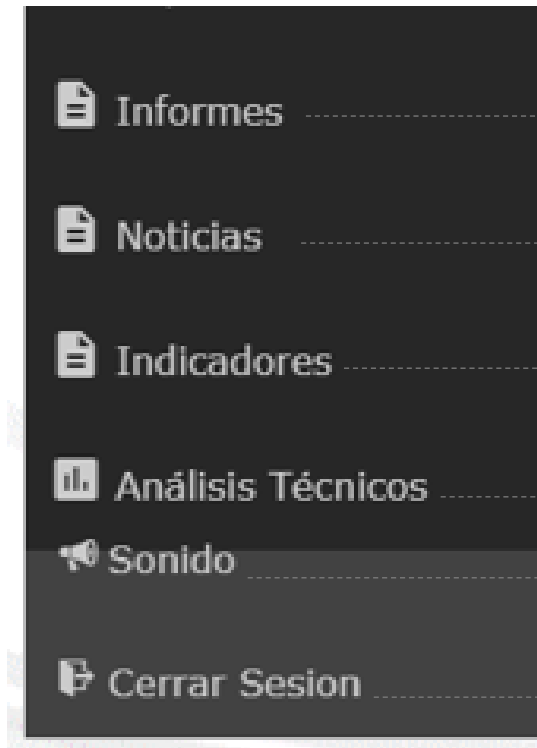 Informes
Noticias
Indicadores
Análisis Técnicos
Sonido
Cerrar Sesion